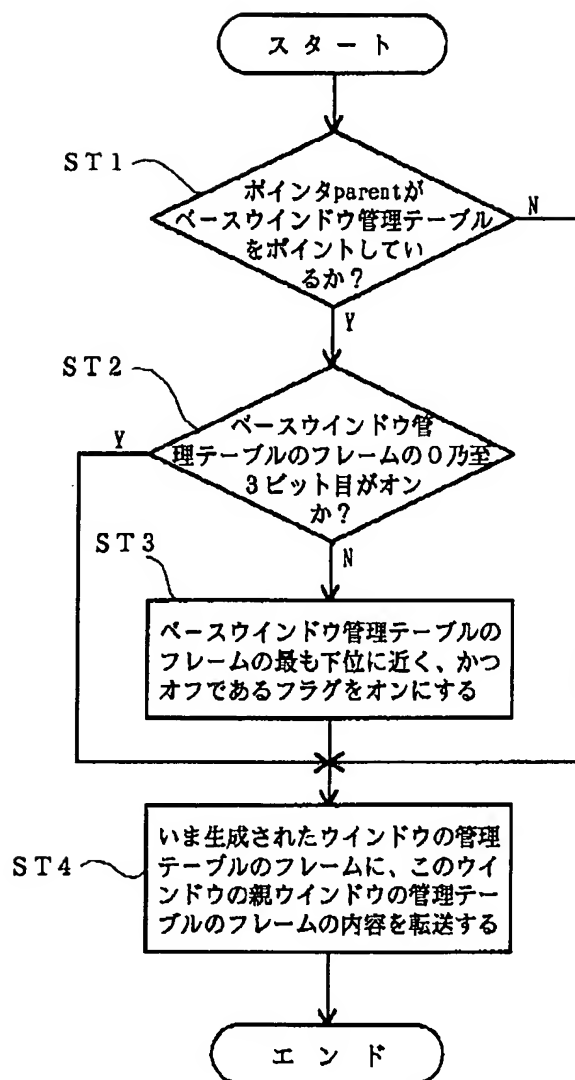 スタート
ST1
ポインタparentが
ベースウインドウ管理テーブル
をポイントしてい
るか？
N
Y
ST2
ベースウインドウ管
理テーブルのフレームの０乃至
３ビット目がオン
か？
Y
N
ST3
ベースウインドウ管理テーブルの
フレームの最も下位に近く、かつ
オフであるフラグをオンにする
ST4
いま生成されたウインドウの管理
テーブルのフレームに、このウイ
ンドウの親ウインドウの管理テー
ブルのフレームの内容を転送する
エンド